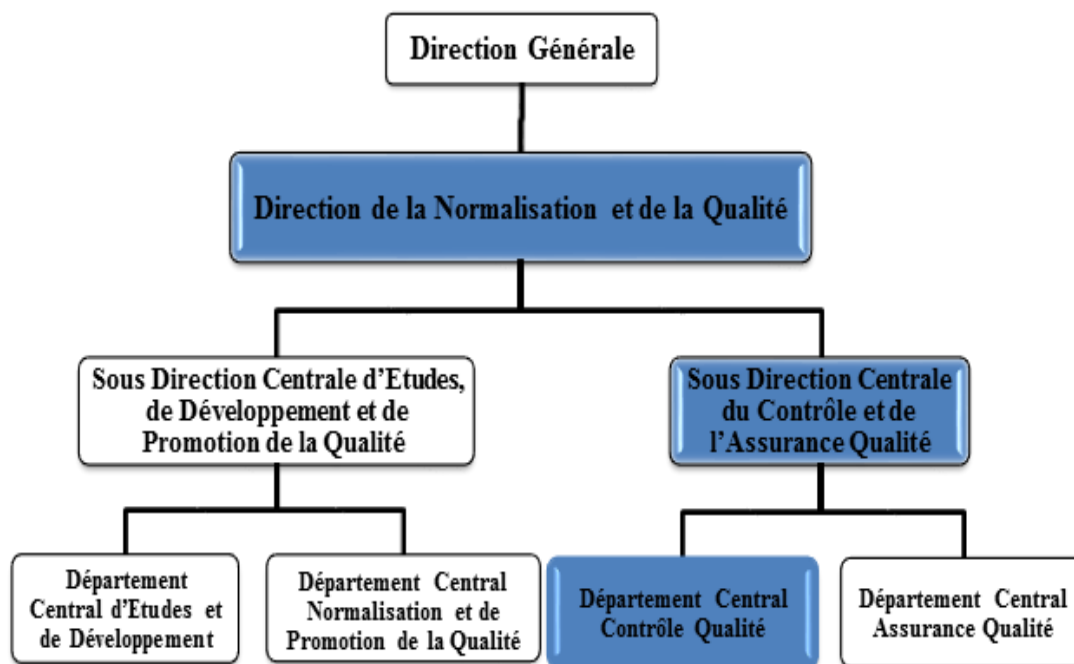 Direction Générale
Direction de la Normalisation et de la Qualité
Sous Direction Centrale d'Etudes,
de Développement et de
Promotion de la Qualité
Sous Direction Centrale
du Contrôle et de
l'Assurance Qualité
Département
Central d'Etudes et
de Développement
Département Central
Normalisation et de
Promotion de la Qualité
Département Central
Contrôle Qualité
Département Central
Assurance Qualité